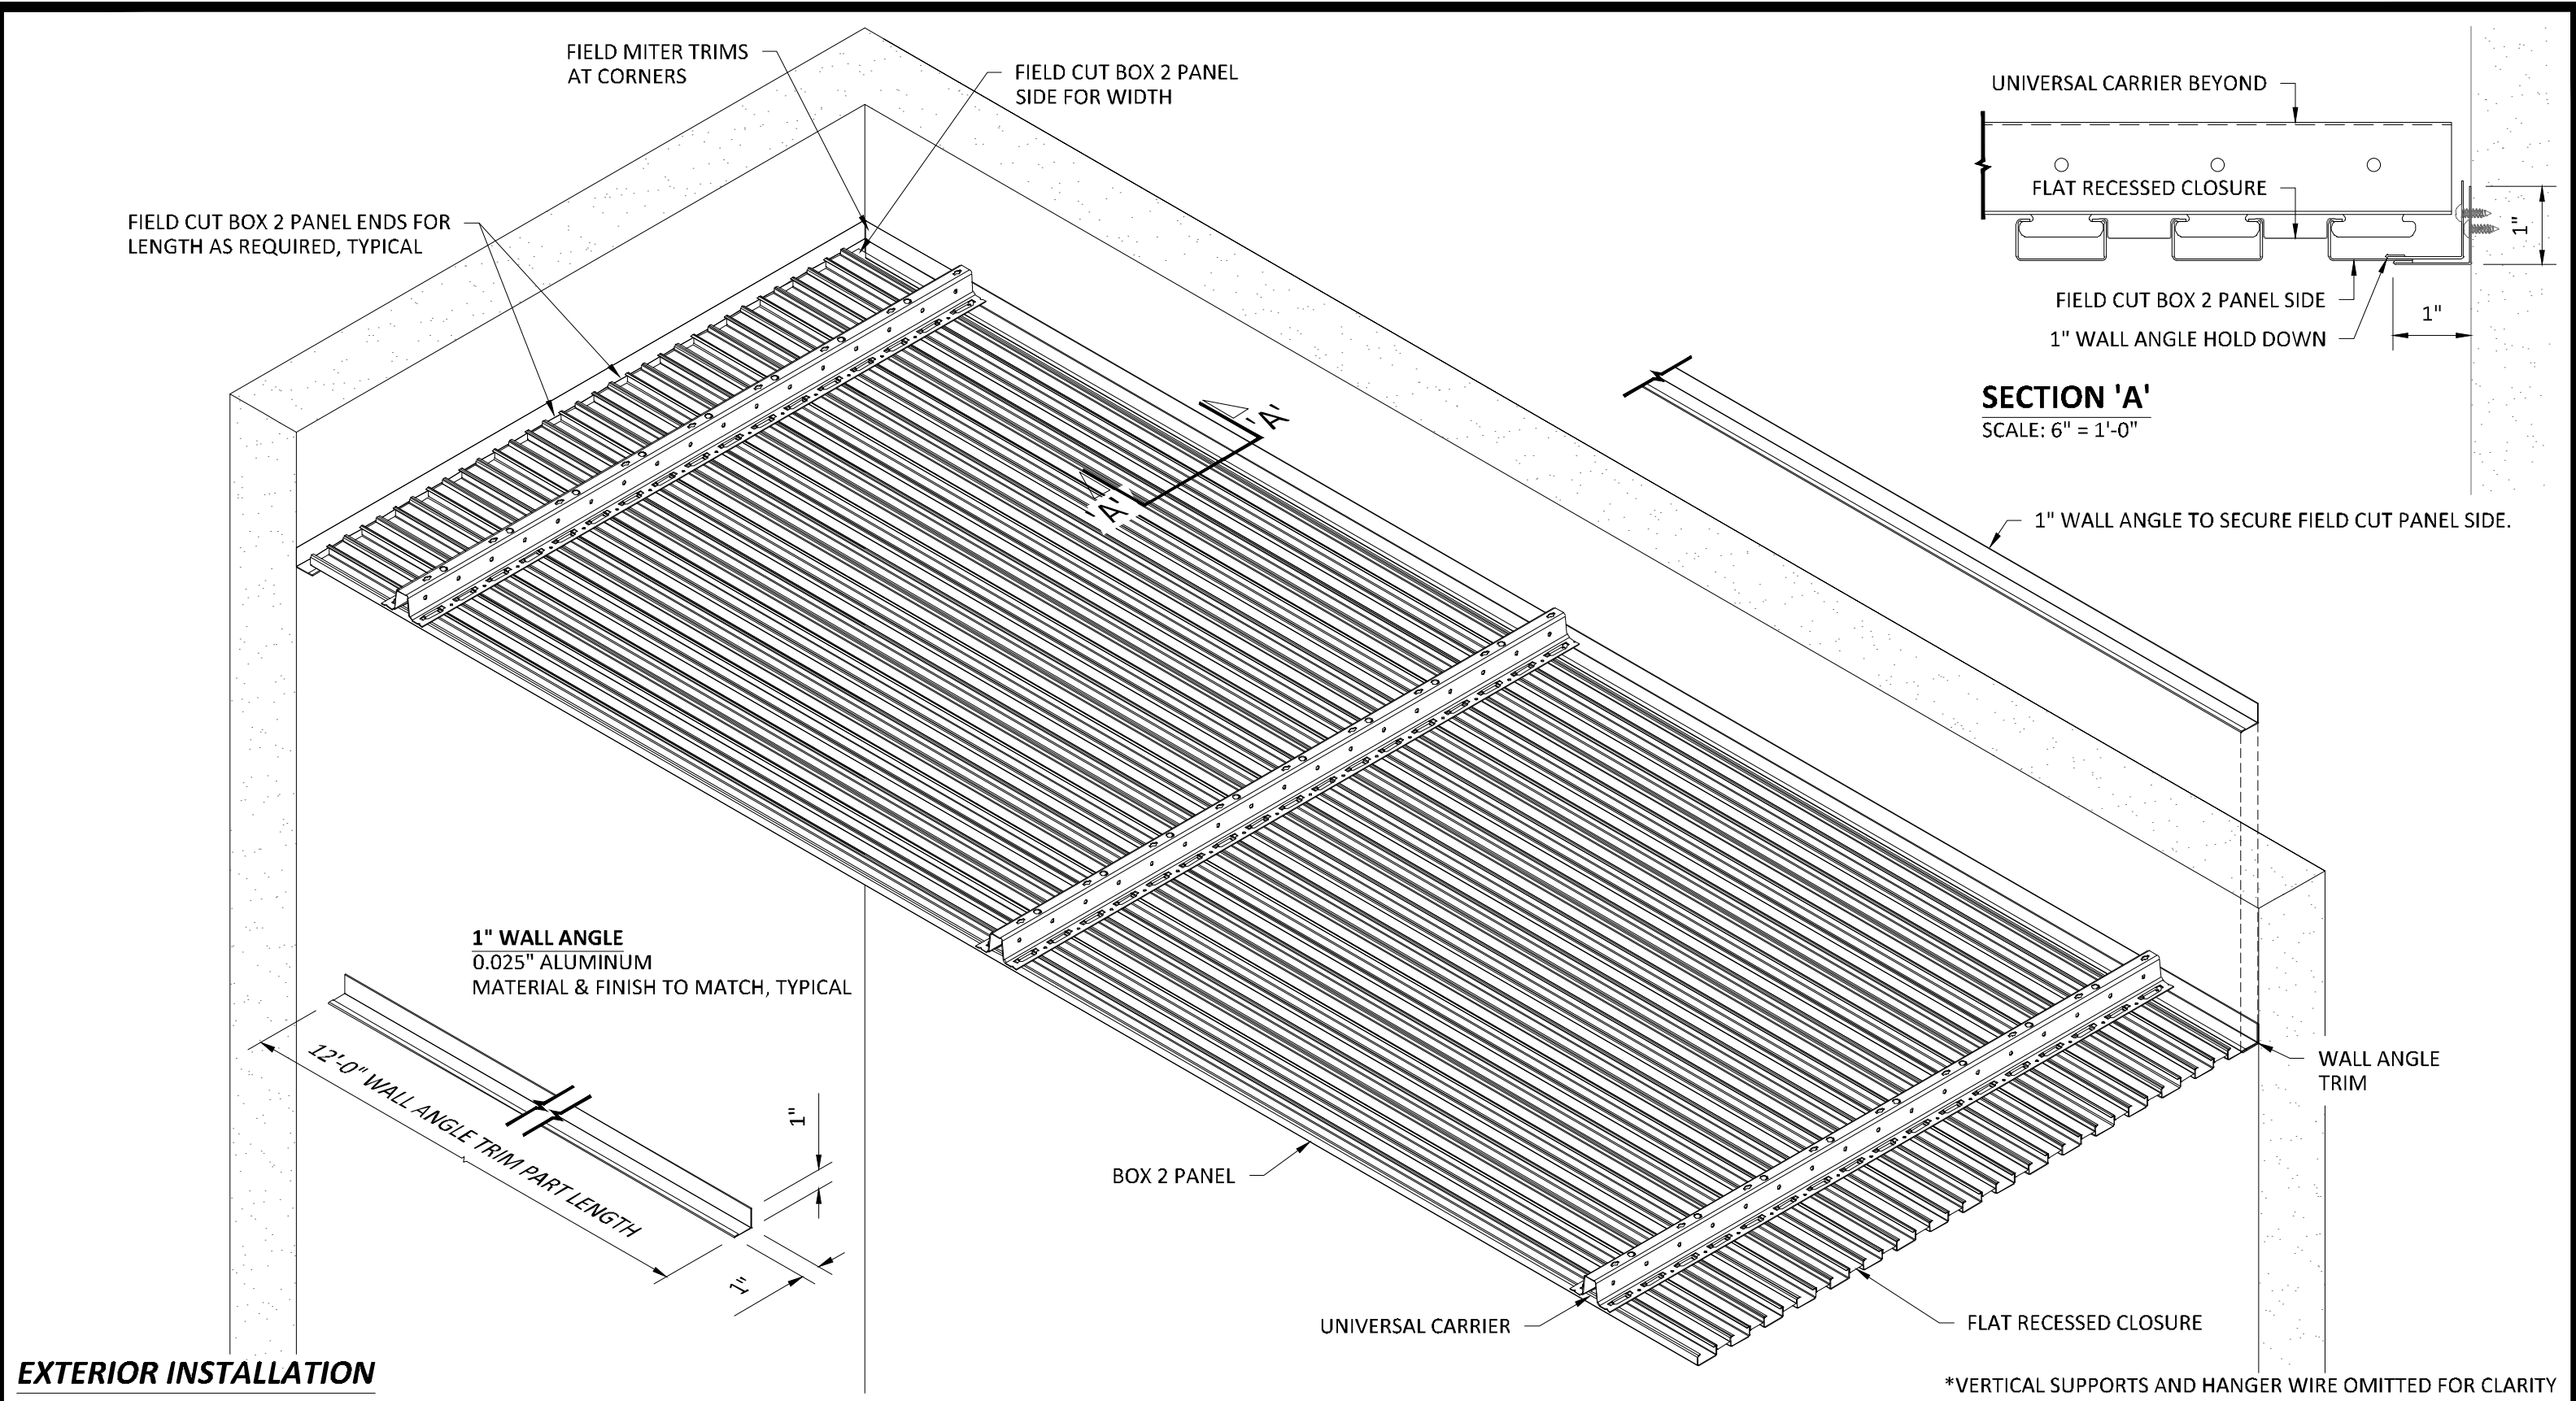 FIELD MITER TRIMS
AT CORNERS
FIELD CUT BOX 2 PANEL
SIDE FOR WIDTH
FIELD CUT BOX 2 PANEL ENDS FOR
LENGTH AS REQUIRED, TYPICAL
UNIVERSAL CARRIER BEYOND
FLAT RECESSED CLOSURE
1"
FIELD CUT BOX 2 PANEL SIDE
1"
1" WALL ANGLE HOLD DOWN
SECTION 'A'
SCALE: 6" = 1'-0"
'A'
'A'
1" WALL ANGLE TO SECURE FIELD CUT PANEL SIDE.
1" WALL ANGLE
0.025" ALUMINUM
MATERIAL & FINISH TO MATCH, TYPICAL
12'-0" WALL ANGLE TRIM PART LENGTH
1"
1"
WALL ANGLE
TRIM
BOX 2 PANEL
UNIVERSAL CARRIER
FLAT RECESSED CLOSURE
EXTERIOR INSTALLATION
*VERTICAL SUPPORTS AND HANGER WIRE OMITTED FOR CLARITY